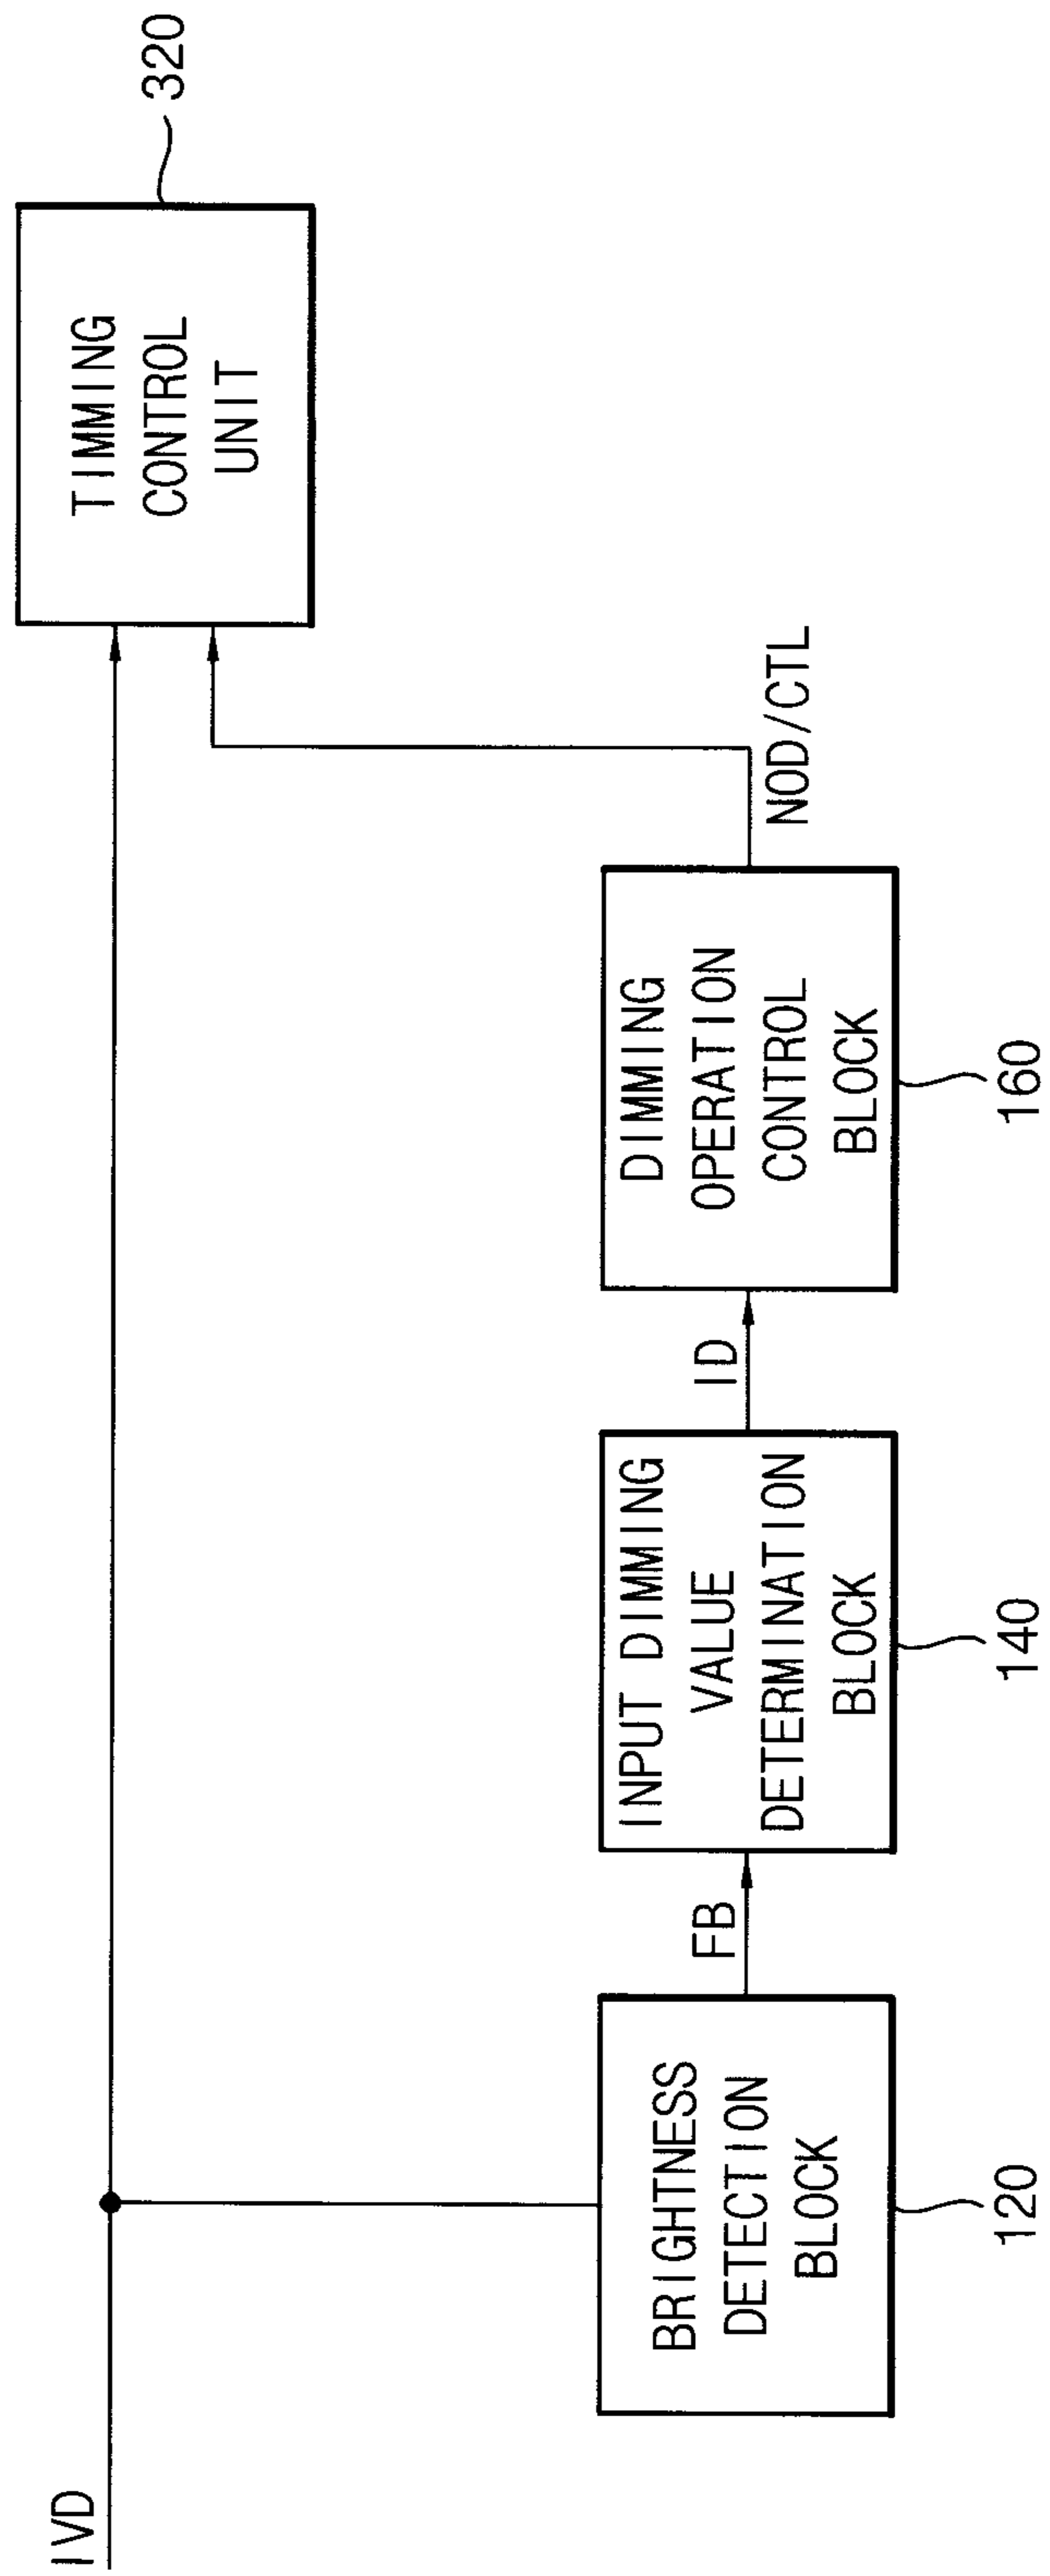 IVD
TIMMING
CONTROL
UNIT
320
BRIGHTNESS
DETECTION
BLOCK
120
FB
INPUT DIMMING
VALUE
DETERMINATION
BLOCK
140
ID
DIMMING
OPERATION
CONTROL
BLOCK
160
NOD/CTL